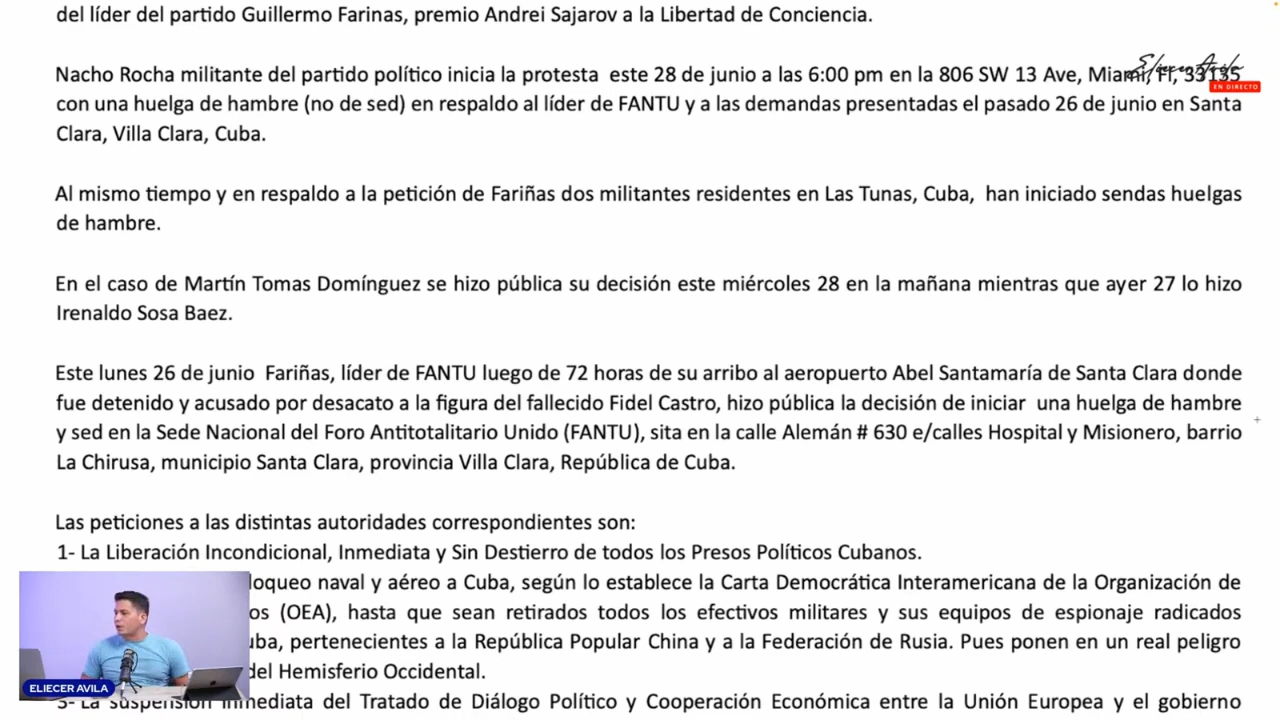 del líder del partido Guillermo Farinas, premio Andrei Sajarov a la Libertad de Conciencia.
Nacho Rocha militante del partido político inicia la protesta este 28 de junio a las 6:00 pm en la 806 SW 13 Ave, Miami, Fl, 33135
Eliecer Avila
EN DIRECTO
con una huelga de hambre (no de sed) en respaldo al líder de FANTU y a las demandas presentadas el pasado 26 de junio en Santa
Clara, Villa Clara, Cuba.
Al mismo tiempo y en respaldo a la petición de Fariñas dos militantes residentes en Las Tunas, Cuba, han iniciado sendas huelgas
de hambre.
En el caso de Martín Tomas Domínguez se hizo pública su decisión este miércoles 28 en la mañana mientras que ayer 27 lo hizo
Irenaldo Sosa Baez.
Este lunes 26 de junio Fariñas, líder de FANTU luego de 72 horas de su arribo al aeropuerto Abel Santamaría de Santa Clara donde
fue detenido y acusado por desacato a la figura del fallecido Fidel Castro, hizo pública la decisión de iniciar una huelga de hambre
y sed en la Sede Nacional del Foro Antitotalitario Unido (FANTU), sita en la calle Alemán # 630 e/calles Hospital y Misionero, barrio
La Chirusa, municipio Santa Clara, provincia Villa Clara, República de Cuba.
Las peticiones a las distintas autoridades correspondientes son:
1- La Liberación Incondicional, Inmediata y Sin Destierro de todos los Presos Políticos Cubanos.
loqueo naval y aéreo a Cuba, según lo establece la Carta Democrática Interamericana de la Organización de
os (OEA), hasta que sean retirados todos los efectivos militares y sus equipos de espionaje radicados
uba, pertenecientes a la República Popular China y a la Federación de Rusia. Pues ponen en un real peligro
del Hemisferio Occidental.
ELIECER AVILA
3- La suspensión inmediata del Tratado de Diálogo Político y Cooperación Económica entre la Unión Europea y el gobierno